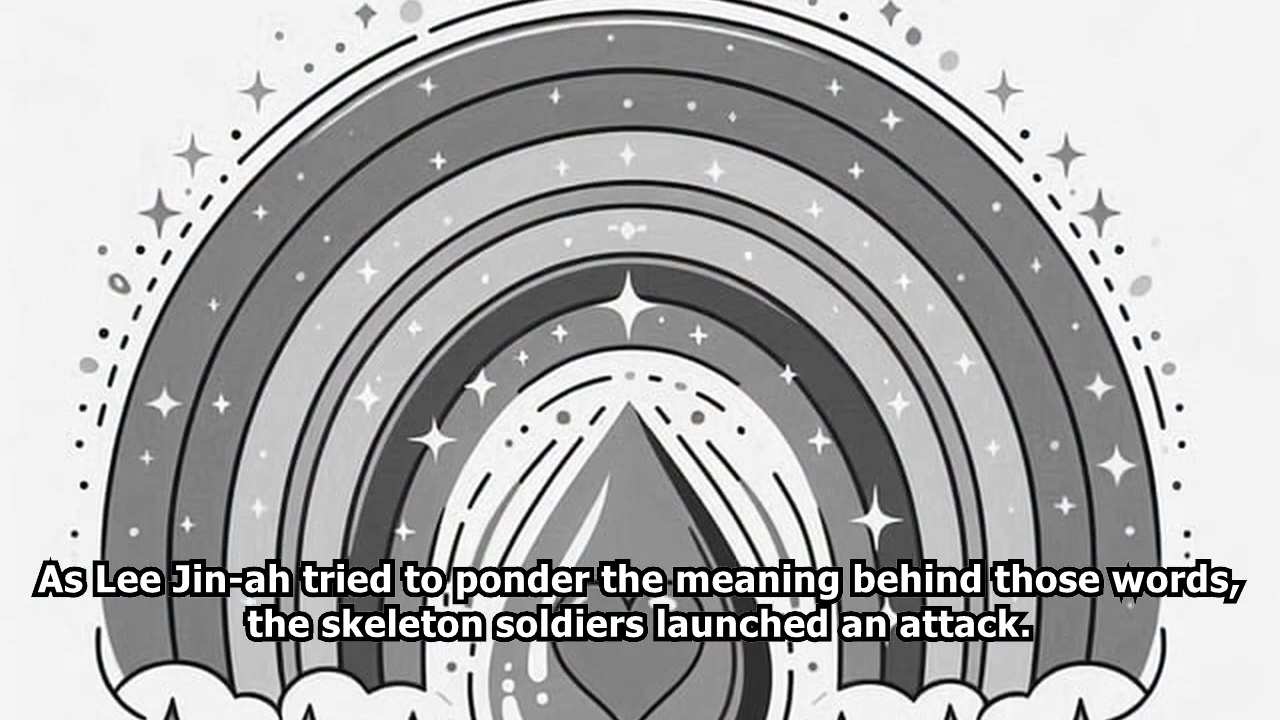 As Lee Jin-ah tried to ponder the meaning behind those words,
the skeleton soldiers launched an attack.